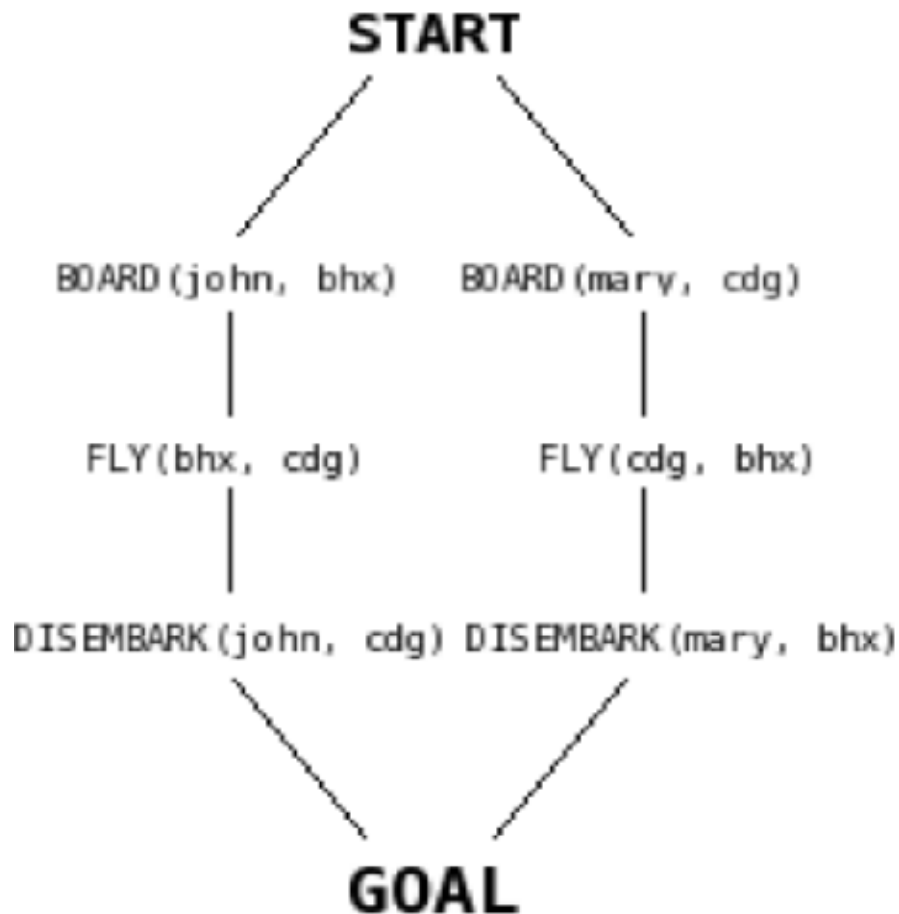 START
BOARD(john, bhx) BOARD(mary, cdg)
FLY(bhx, cdg) FLY(cdg, bhx)
DISEMBARK(john, cdg) DISEMBARK(mary, bhx)
GOAL